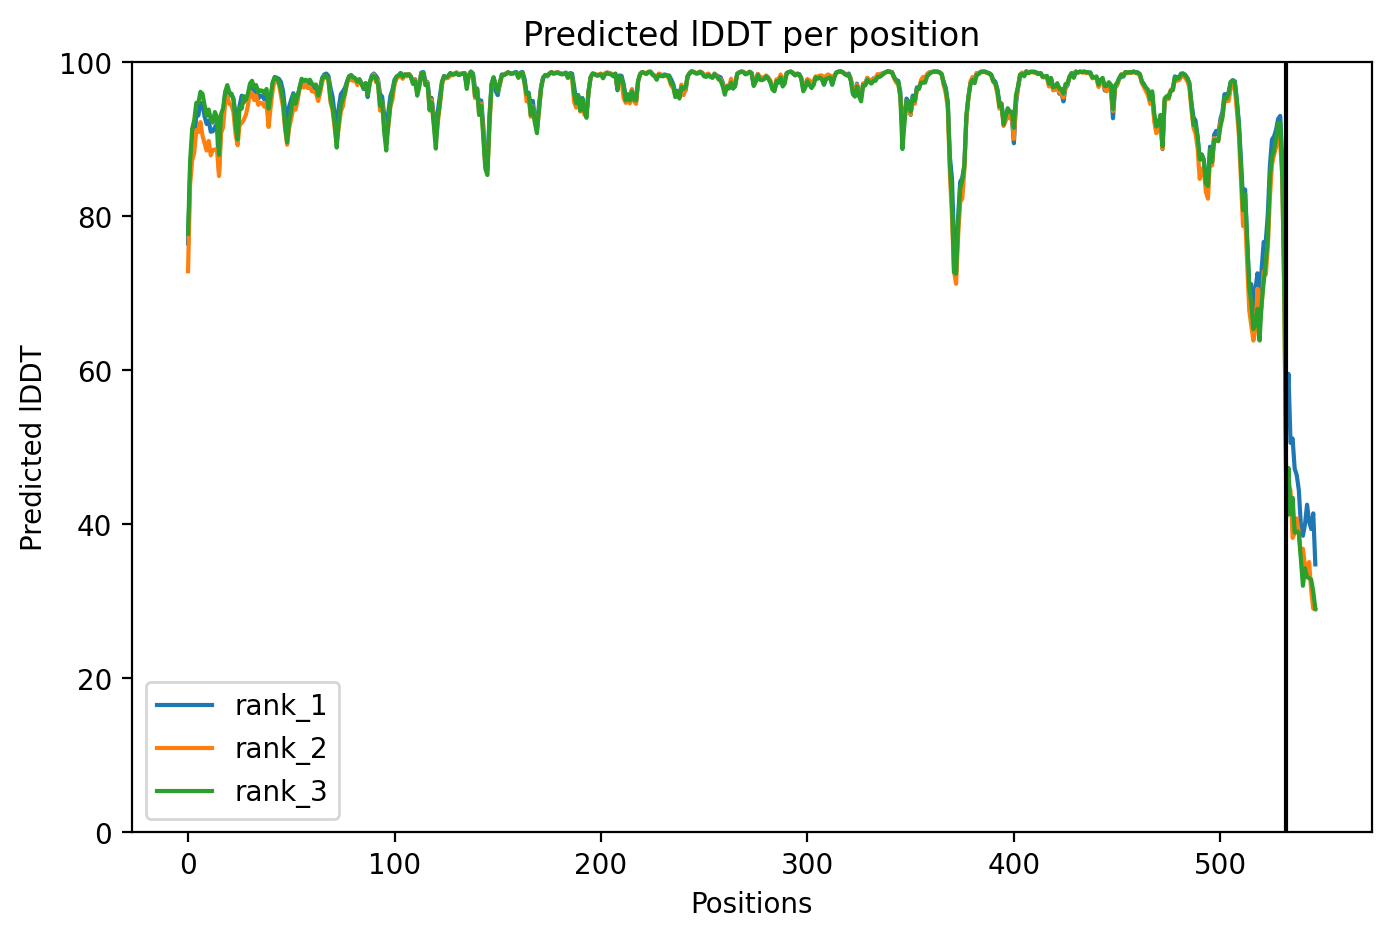 Predicted lDDT per position
100
80
60
40
20
0
Predicted lDDT
rank_1
rank_2
rank_3
0 100 200 300 400 500
Positions